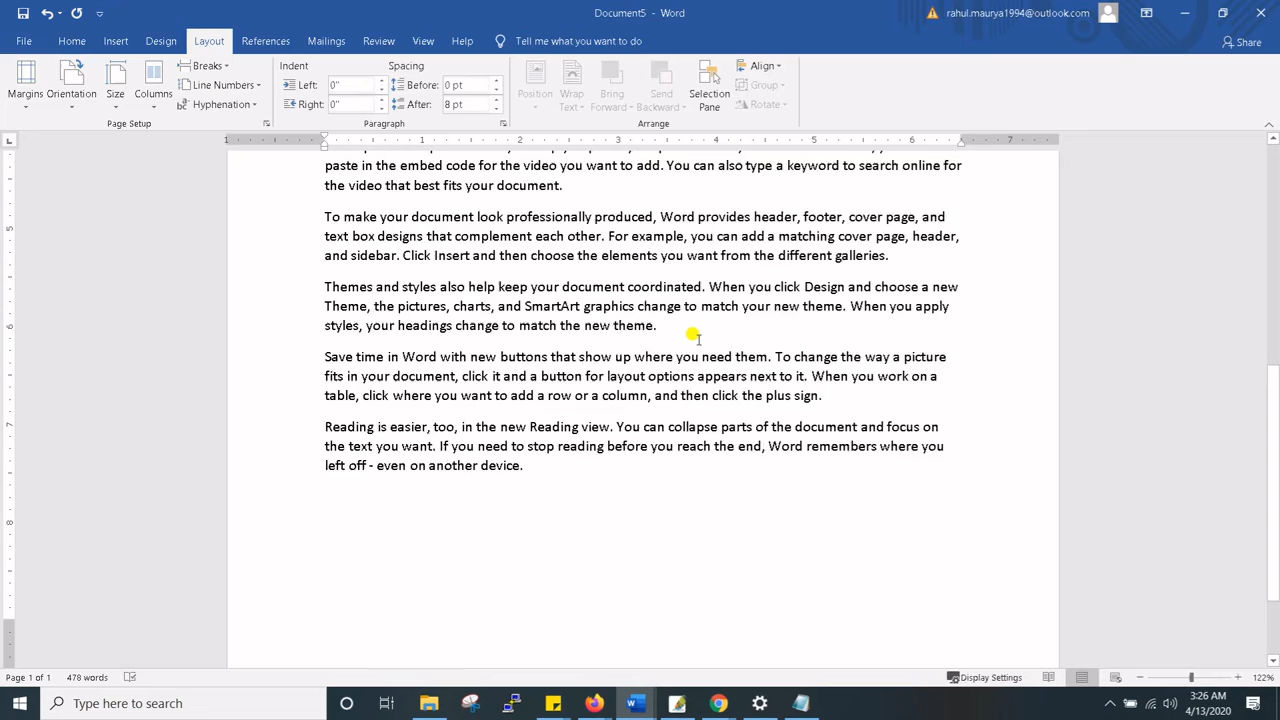 Document5 - Word
rahul.maurya1994@outlook.com
File Home Insert Design Layout References Mailings Review View Help Tell me what you want to do
Share
Breaks
Line Numbers
Hyphenation
Margins Orientation Size Columns
Page Setup
Indent Spacing
Left: 0" Before: 0 pt
Right: 0" After: 8 pt
Paragraph
Position Wrap Text Bring Forward Send Backward Selection Pane
Align
Group
Rotate
Arrange
1 1 2 3 4 5 6 7
paste in the embed code for the video you want to add. You can also type a keyword to search online for
the video that best fits your document.
To make your document look professionally produced, Word provides header, footer, cover page, and
text box designs that complement each other. For example, you can add a matching cover page, header,
and sidebar. Click Insert and then choose the elements you want from the different galleries.
Themes and styles also help keep your document coordinated. When you click Design and choose a new
Theme, the pictures, charts, and SmartArt graphics change to match your new theme. When you apply
styles, your headings change to match the new theme.
Save time in Word with new buttons that show up where you need them. To change the way a picture
fits in your document, click it and a button for layout options appears next to it. When you work on a
table, click where you want to add a row or a column, and then click the plus sign.
Reading is easier, too, in the new Reading view. You can collapse parts of the document and focus on
the text you want. If you need to stop reading before you reach the end, Word remembers where you
left off - even on another device.
5
6
7
8
Page 1 of 1 478 words
Display Settings
122%
Type here to search
3:26 AM
4/13/2020